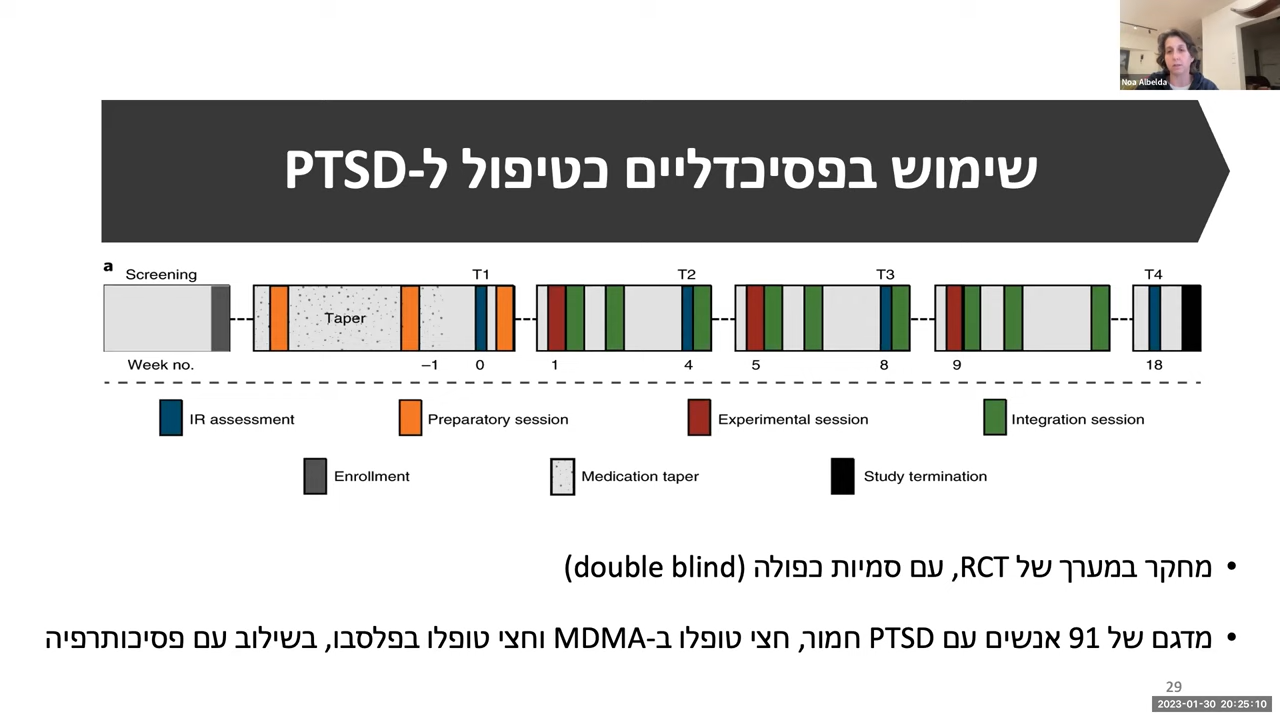 Noa Albelda
שימוש בפסיכדליים כטיפול ל-PTSD
a
Screening
T1
T2
T3
T4
Taper
Week no.
–1
0
1
4
5
8
9
18
IR assessment
Preparatory session
Experimental session
Integration session
Enrollment
Medication taper
Study termination
• מחקר במערך של RCT, עם סמיות כפולה (double blind)
• מדגם של 91 אנשים עם PTSD חמור, חצי טופלו ב-MDMA וחצי טופלו בפלסבו, בשילוב עם פסיכותרפיה
29
2023-01-30 20:25:10